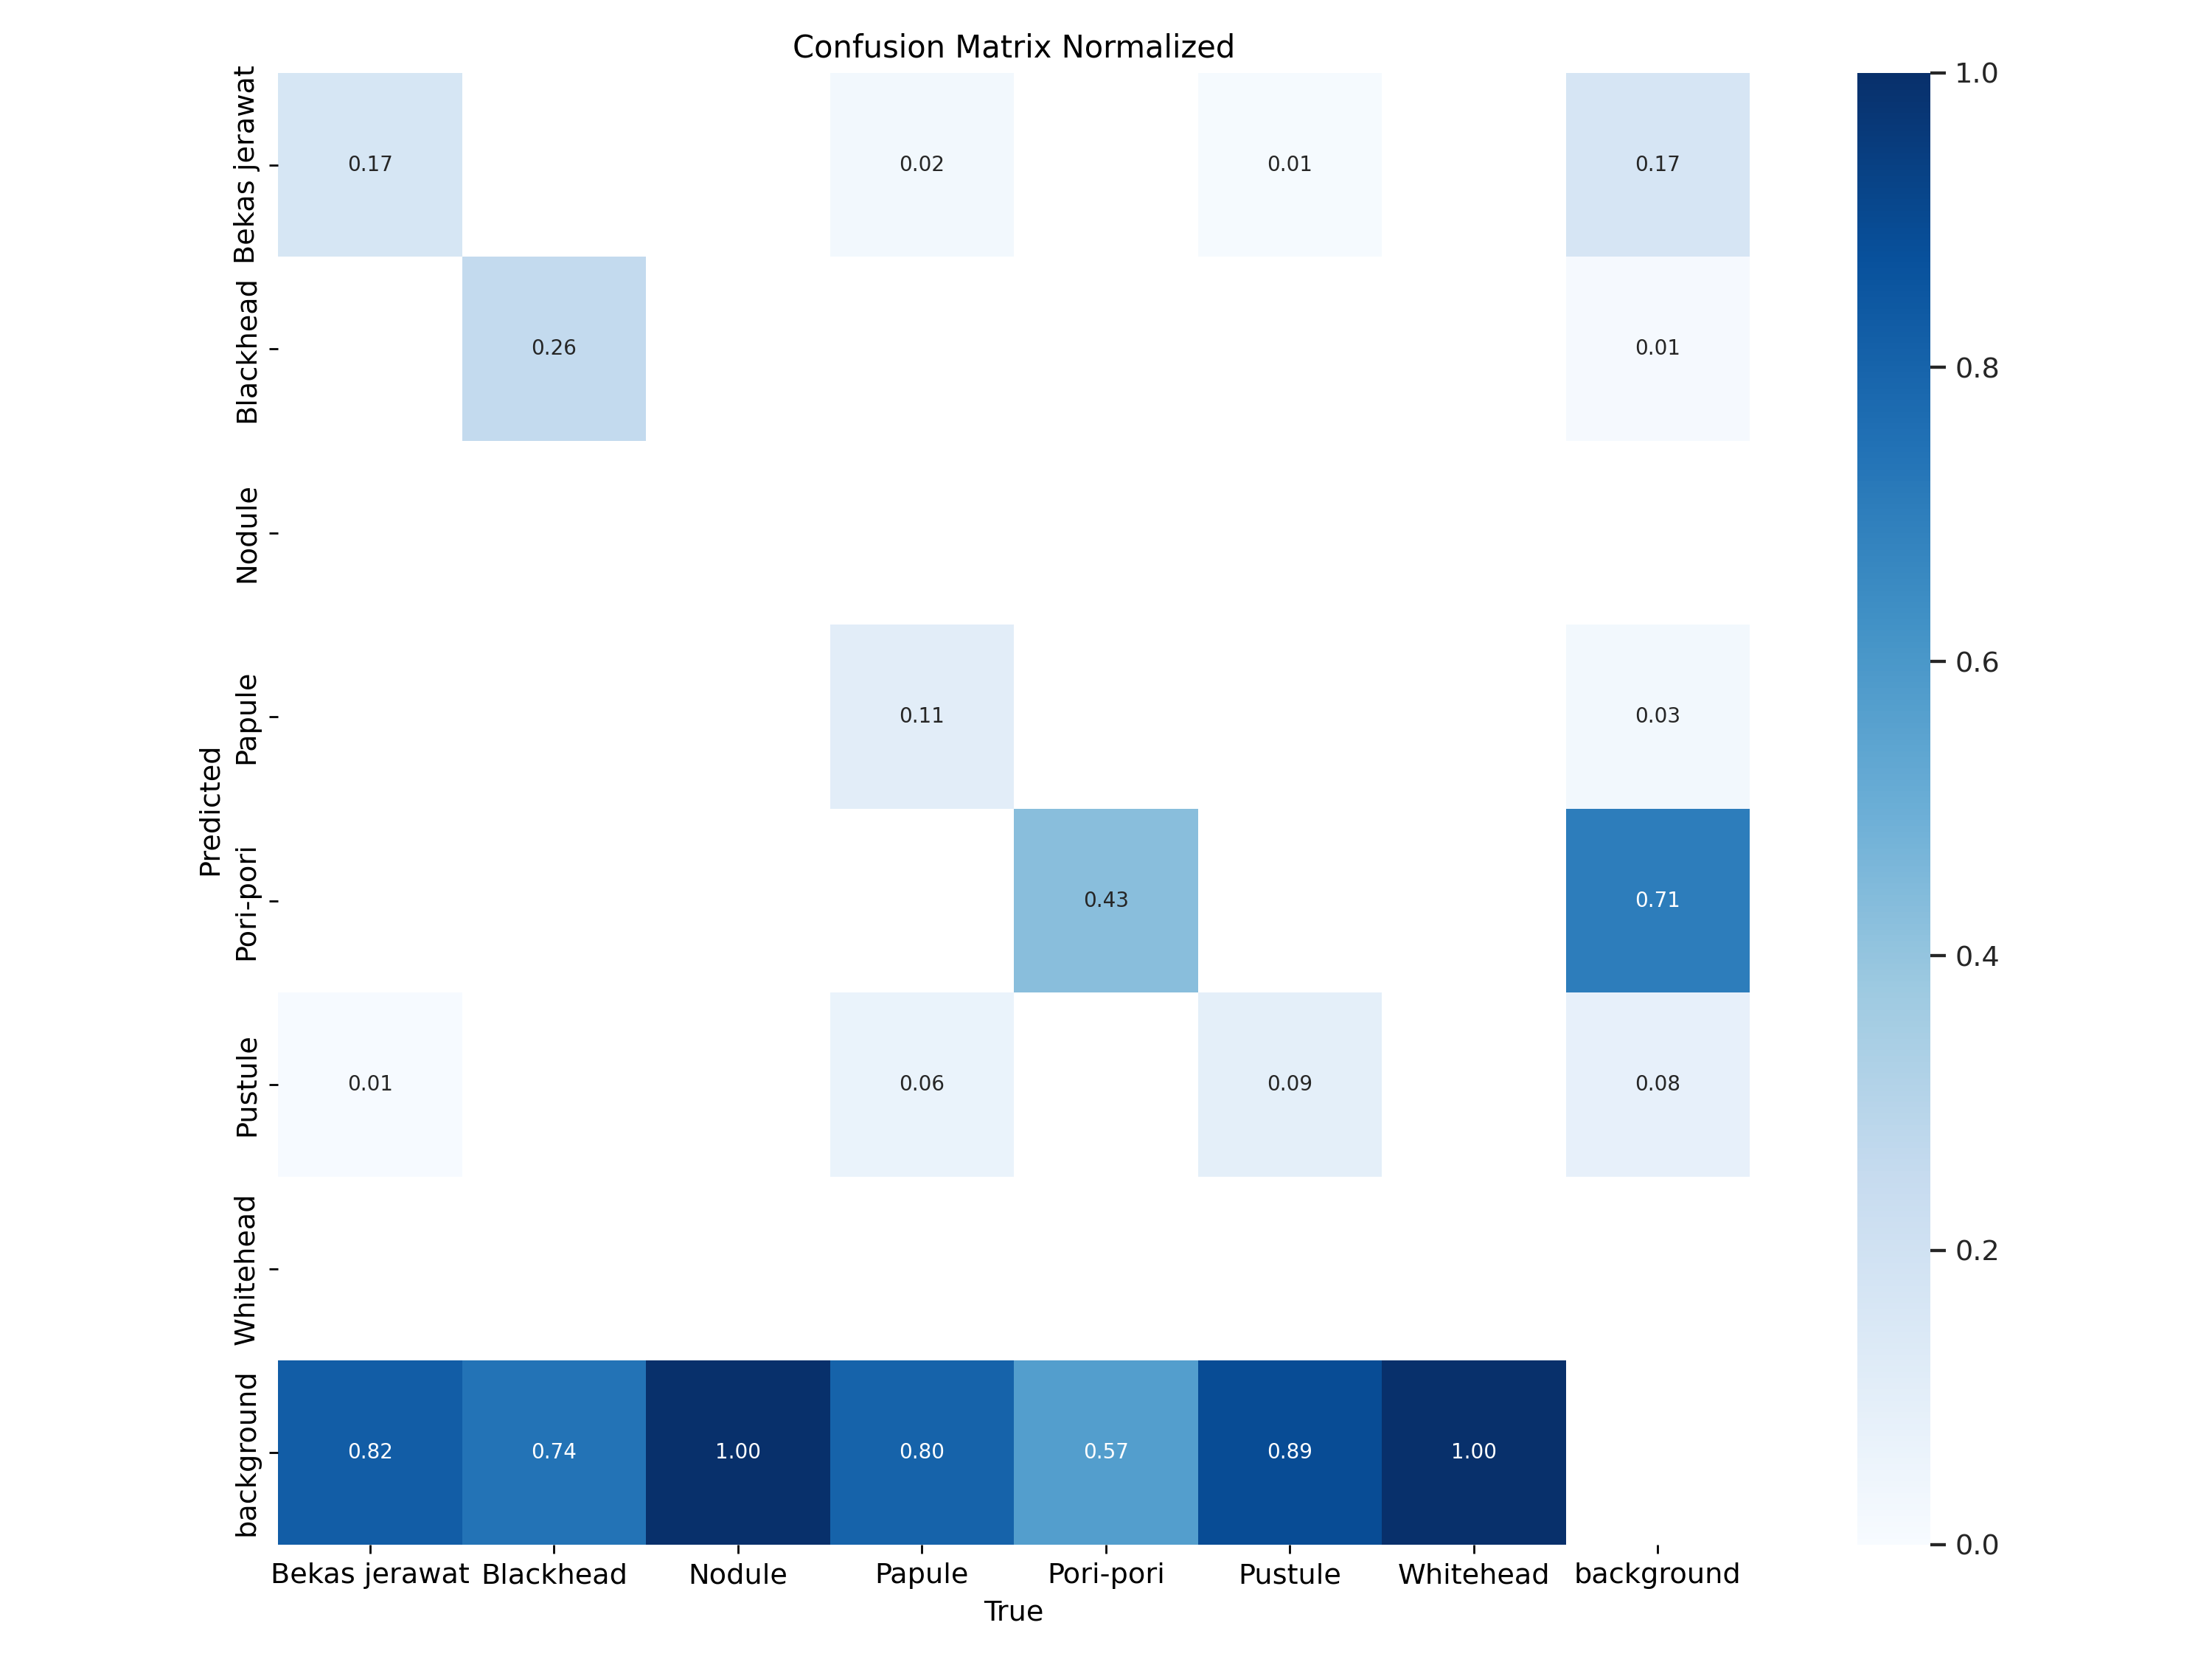 Confusion Matrix Normalized
Bekas jerawat
0.17
0.02
0.01
0.17
Blackhead
0.26
0.01
Nodule
Papule
0.11
0.03
Pori-pori
0.43
0.71
Pustule
0.01
0.06
0.09
0.08
Whitehead
background
0.82
0.74
1.00
0.80
0.57
0.89
1.00
Predicted
Bekas jerawat
Blackhead
Nodule
Papule
Pori-pori
Pustule
Whitehead
background
True
1.0
0.8
0.6
0.4
0.2
0.0